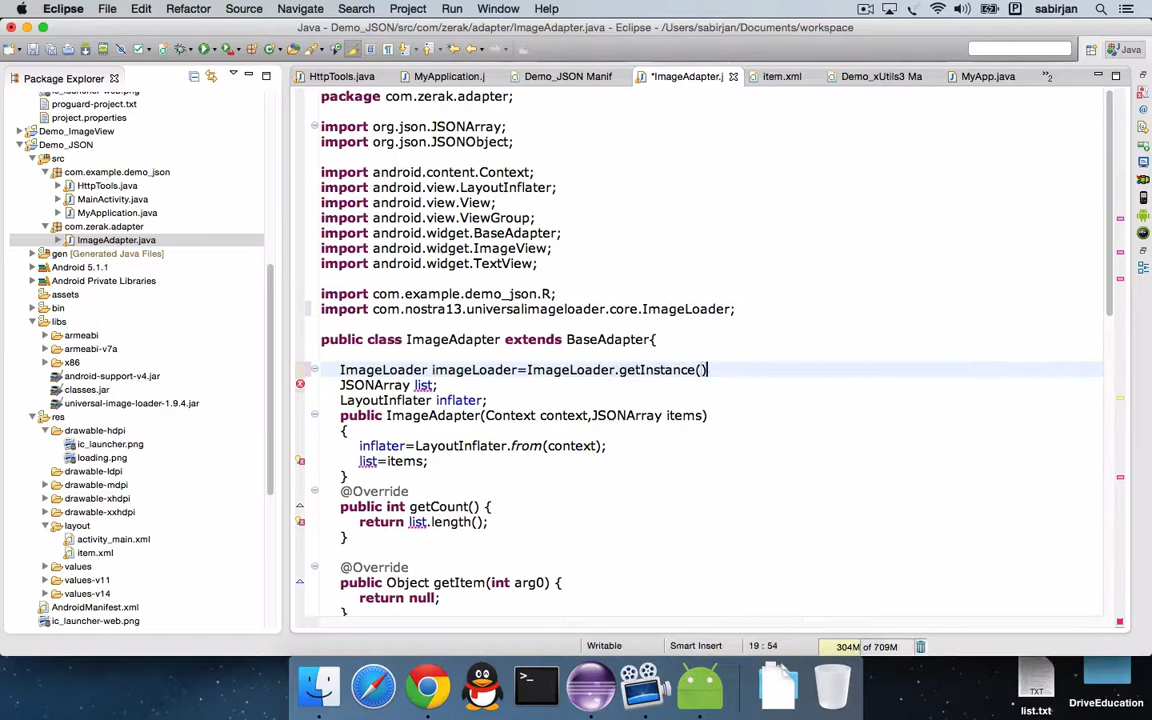 Eclipse File Edit Refactor Source Navigate Search Project Run Window Help sabirjan
Java - Demo_JSON/src/com/zerak/adapter/ImageAdapter.java - Eclipse - /Users/sabirjan/Documents/workspace
Java
Package Explorer
HttpTools.java MyApplication.j Demo_JSON Manif *ImageAdapter.j item.xml Demo_xUtils3 Ma MyApp.java »2
ic_launcher-web.png
proguard-project.txt
project.properties
Demo_ImageView
Demo_JSON
src
com.example.demo_json
HttpTools.java
MainActivity.java
MyApplication.java
com.zerak.adapter
ImageAdapter.java
gen [Generated Java Files]
Android 5.1.1
Android Private Libraries
assets
bin
libs
armeabi
armeabi-v7a
x86
android-support-v4.jar
classes.jar
universal-image-loader-1.9.4.jar
res
drawable-hdpi
ic_launcher.png
loading.png
drawable-ldpi
drawable-mdpi
drawable-xhdpi
drawable-xxhdpi
layout
activity_main.xml
item.xml
values
values-v11
values-v14
AndroidManifest.xml
ic_launcher-web.png
package com.zerak.adapter;
import org.json.JSONArray;
import org.json.JSONObject;
import android.content.Context;
import android.view.LayoutInflater;
import android.view.View;
import android.view.ViewGroup;
import android.widget.BaseAdapter;
import android.widget.ImageView;
import android.widget.TextView;
import com.example.demo_json.R;
import com.nostra13.universalimageloader.core.ImageLoader;
public class ImageAdapter extends BaseAdapter{
ImageLoader imageLoader=ImageLoader.getInstance()
JSONArray list;
LayoutInflater inflater;
public ImageAdapter(Context context,JSONArray items)
{
inflater=LayoutInflater.from(context);
list=items;
}
@Override
public int getCount() {
return list.length();
}
@Override
public Object getItem(int arg0) {
return null;
}
Writable Smart Insert 19 : 54 304M of 709M
TXT
list.txt
DriveEducation